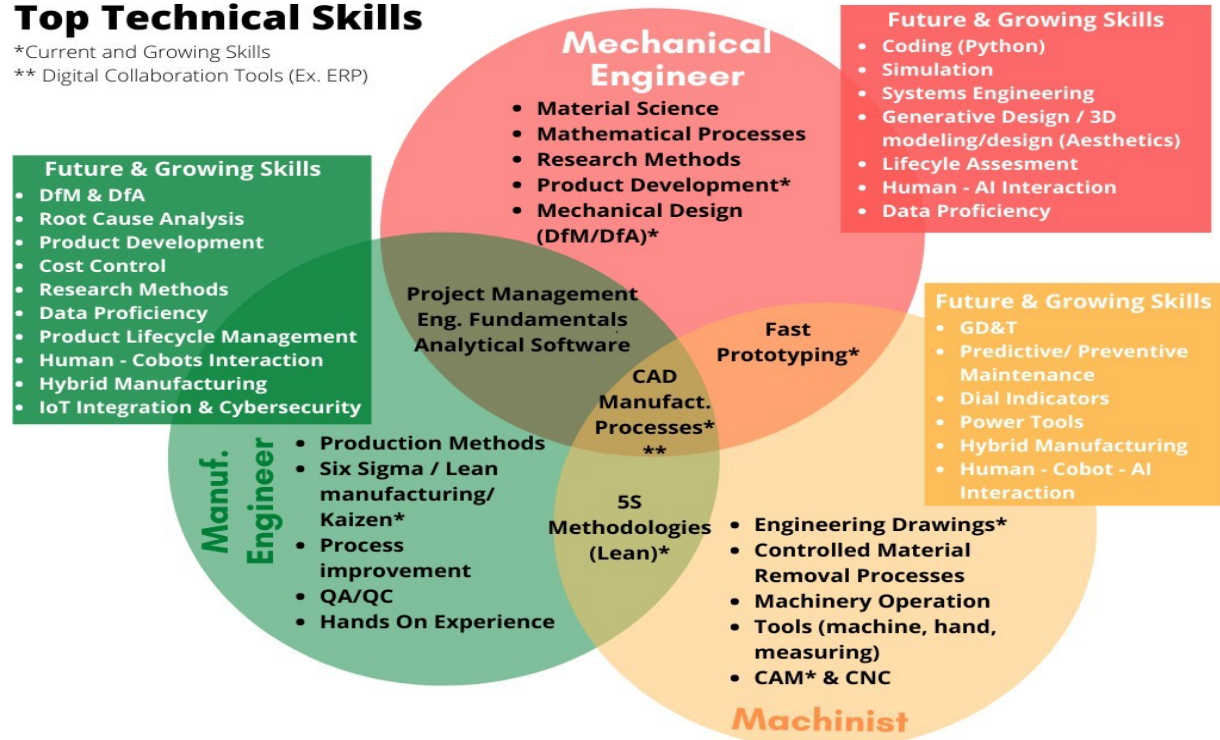 Top Technical Skills
*Current and Growing Skills
** Digital Collaboration Tools (Ex. ERP)
Mechanical
Engineer
• Material Science
• Mathematical Processes
• Research Methods
• Product Development*
• Mechanical Design
(DfM/DfA)*
Future & Growing Skills
• Coding (Python)
• Simulation
• Systems Engineering
• Generative Design / 3D
modeling/design (Aesthetics)
• Lifecyle Assesment
• Human - AI Interaction
• Data Proficiency
Future & Growing Skills
• DfM & DfA
• Root Cause Analysis
• Product Development
• Cost Control
• Research Methods
• Data Proficiency
• Product Lifecycle Management
• Human - Cobots Interaction
• Hybrid Manufacturing
• IoT Integration & Cybersecurity
Project Management
Eng. Fundamentals
Analytical Software
Fast
Prototyping*
CAD
Manufact.
Processes*
**
Future & Growing Skills
• GD&T
• Predictive/ Preventive
Maintenance
• Dial Indicators
• Power Tools
• Hybrid Manufacturing
• Human - Cobot - AI
Interaction
Manuf.
Engineer
• Production Methods
• Six Sigma / Lean
manufacturing/
Kaizen*
• Process
improvement
• QA/QC
• Hands On Experience
5S
Methodologies
(Lean)*
• Engineering Drawings*
• Controlled Material
Removal Processes
• Machinery Operation
• Tools (machine, hand,
measuring)
• CAM* & CNC
Machinist